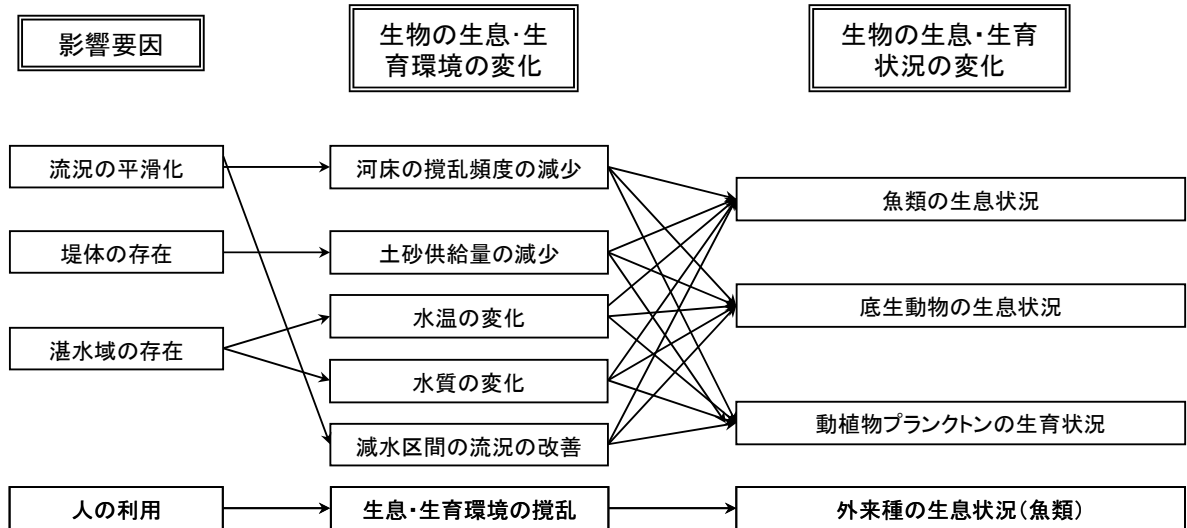 影響要因
生物の生息･生
育環境の変化
生物の生息・生育
状況の変化
流況の平滑化
堤体の存在
湛水域の存在
人の利用
河床の撹乱頻度の減少
土砂供給量の減少
水温の変化
水質の変化
減水区間の流況の改善
生息・生育環境の撹乱
魚類の生息状況
底生動物の生息状況
動植物プランクトンの生育状況
外来種の生息状況(魚類)